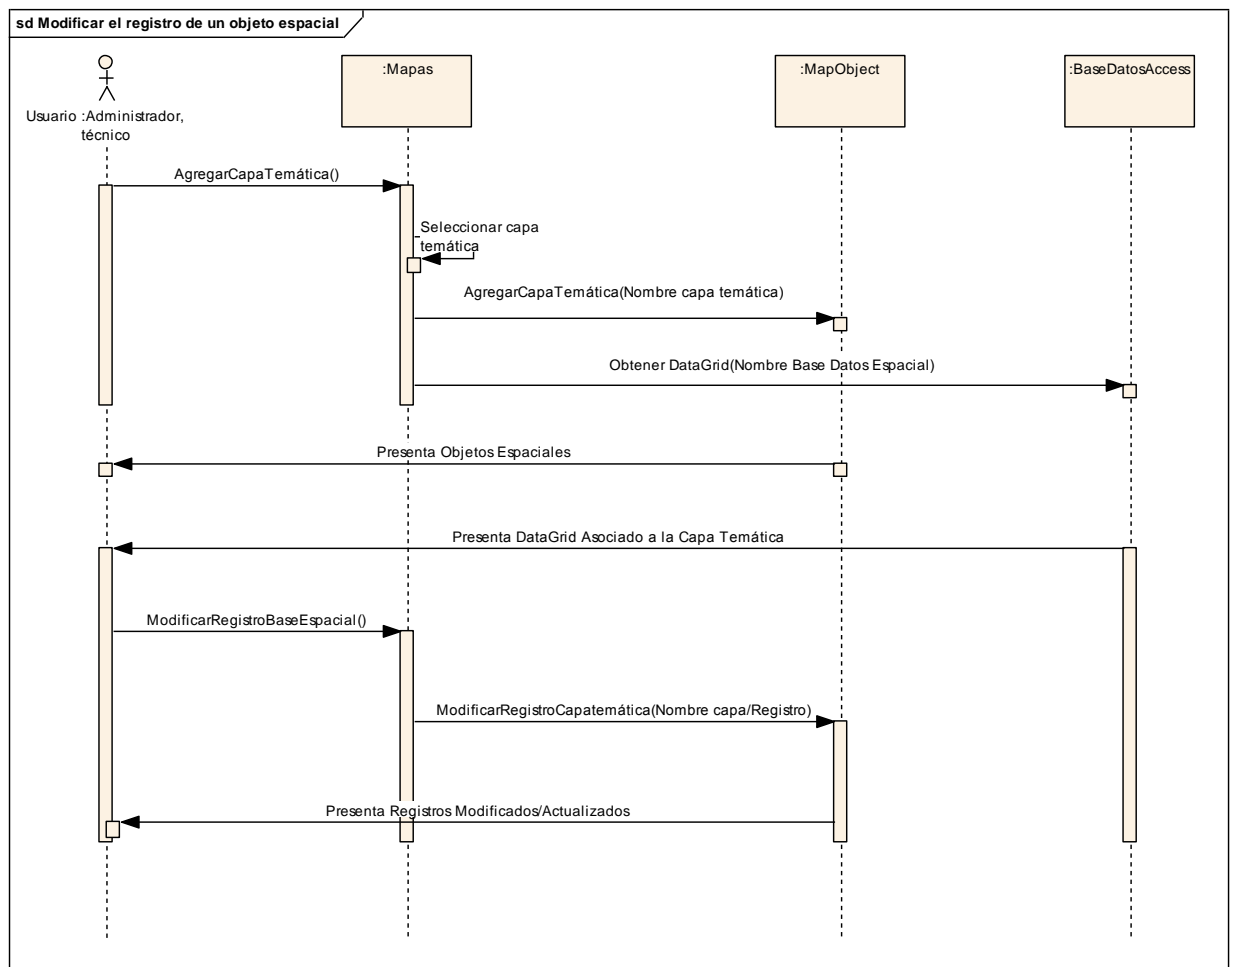 sd Modificar el registro de un objeto espacial
Usuario :Administrador,
técnico
:Mapas
:MapObject
:BaseDatosAccess
AgregarCapaTemática()
Seleccionar capa
temática
AgregarCapaTemática(Nombre capa temática)
Obtener DataGrid(Nombre Base Datos Espacial)
Presenta Objetos Espaciales
Presenta DataGrid Asociado a la Capa Temática
ModificarRegistroBaseEspacial()
ModificarRegistroCapatemática(Nombre capa/Registro)
Presenta Registros Modificados/Actualizados